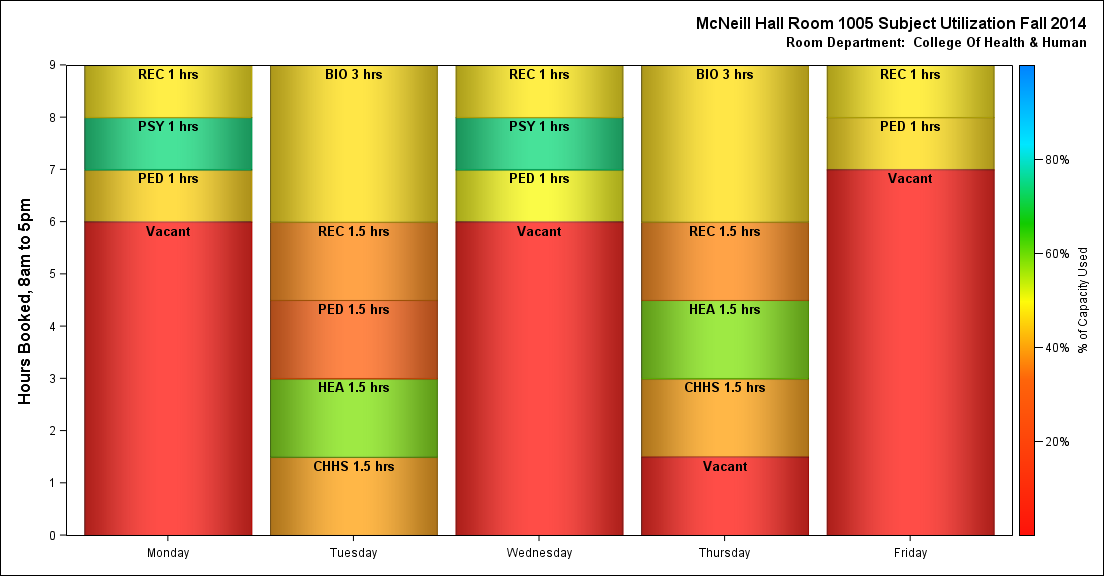 McNeill Hall Room 1005 Subject Utilization Fall 2014
Room Department:  College Of Health & Human
Hours Booked, 8am to 5pm
9
8
7
6
5
4
3
2
1
0
REC 1 hrs
PSY 1 hrs
PED 1 hrs
Vacant
Monday
BIO 3 hrs
REC 1.5 hrs
PED 1.5 hrs
HEA 1.5 hrs
CHHS 1.5 hrs
Tuesday
REC 1 hrs
PSY 1 hrs
PED 1 hrs
Vacant
Wednesday
BIO 3 hrs
REC 1.5 hrs
HEA 1.5 hrs
CHHS 1.5 hrs
Vacant
Thursday
REC 1 hrs
PED 1 hrs
Vacant
Friday
80%
60%
40%
20%
% of Capacity Used